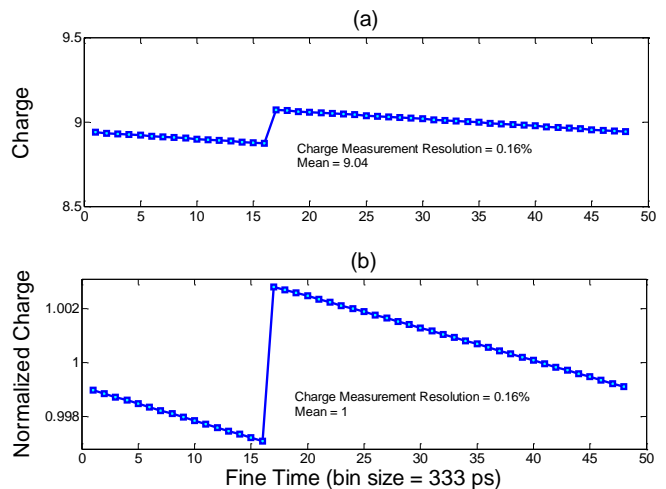 (a)
Charge
9.5
9
8.5
Charge Measurement Resolution = 0.16%
Mean = 9.04
0 5 10 15 20 25 30 35 40 45 50
(b)
Normalized Charge
1.002
1
0.998
Charge Measurement Resolution = 0.16%
Mean = 1
0 5 10 15 20 25 30 35 40 45 50
Fine Time (bin size = 333 ps)